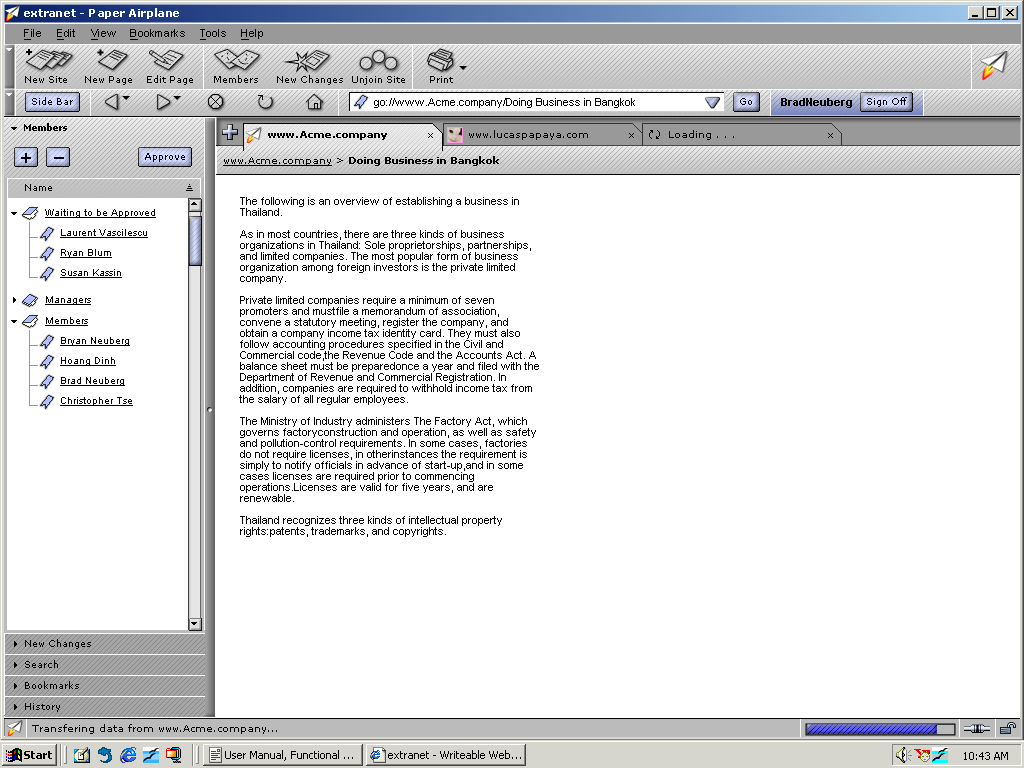 extranet - Paper Airplane
File Edit View Bookmarks Tools Help
New Site New Page Edit Page Members New Changes Unjoin Site Print
Side Bar go://wvww.Acme.company/Doing Business in Bangkok Go BradNeuberg Sign Off
Members
www.Acme.company x www.lucaspapaya.com x Loading . . . x
Approve
www.Acme.company > Doing Business in Bangkok
Name
Waiting to be Approved
Laurent Vascilescu
Ryan Blum
Susan Kassin
Managers
Members
Bryan Neuberg
Hoang Dinh
Brad Neuberg
Christopher Tse
The following is an overview of establishing a business in
Thailand.
As in most countries, there are three kinds of business
organizations in Thailand: Sole proprietorships, partnerships,
and limited companies. The most popular form of business
organization among foreign investors is the private limited
company.
Private limited companies require a minimum of seven
promoters and mustfile a memorandum of association,
convene a statutory meeting, register the company, and
obtain a company income tax identity card. They must also
follow accounting procedures specified in the Civil and
Commercial code,the Revenue Code and the Accounts Act. A
balance sheet must be preparedonce a year and filed with the
Department of Revenue and Commercial Registration. In
addition, companies are required to withhold income tax from
the salary of all regular employees.
The Ministry of Industry administers The Factory Act, which
governs factoryconstruction and operation, as well as safety
and pollution-control requirements. In some cases, factories
do not require licenses, in otherinstances the requirement is
simply to notify officials in advance of start-up,and in some
cases licenses are required prior to commencing
operations.Licenses are valid for five years, and are
renewable.
Thailand recognizes three kinds of intellectual property
rights:patents, trademarks, and copyrights.
New Changes
Search
Bookmarks
History
Transfering data from www.Acme.company...
Start User Manual, Functional ... extranet - Writeable Web... 10:43 AM